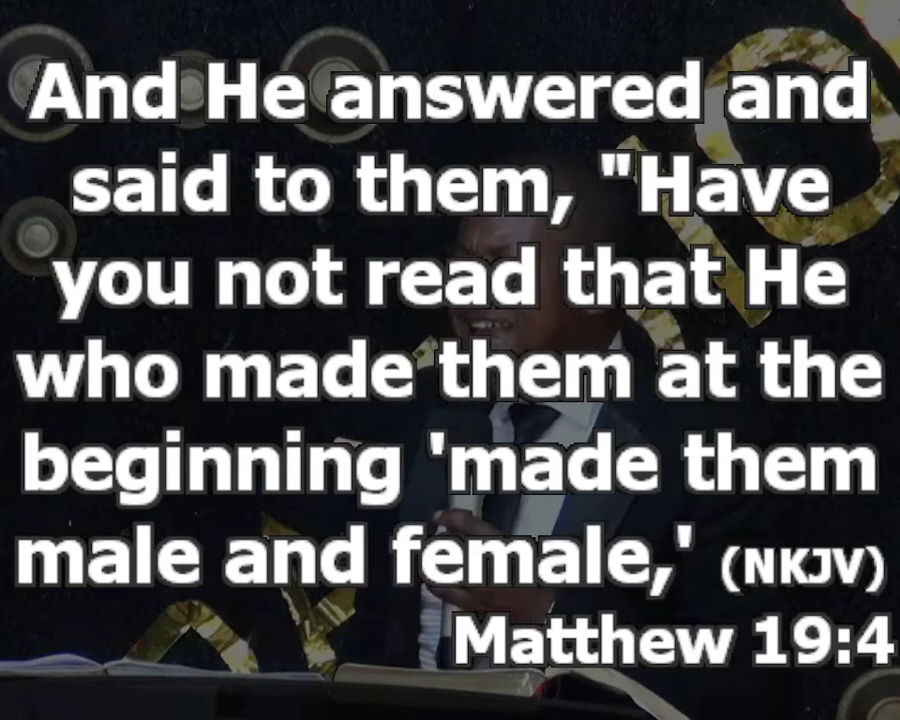 And He answered and
said to them, "Have
you not read that He
who made them at the
beginning 'made them
male and female,' (NKJV)
Matthew 19:4